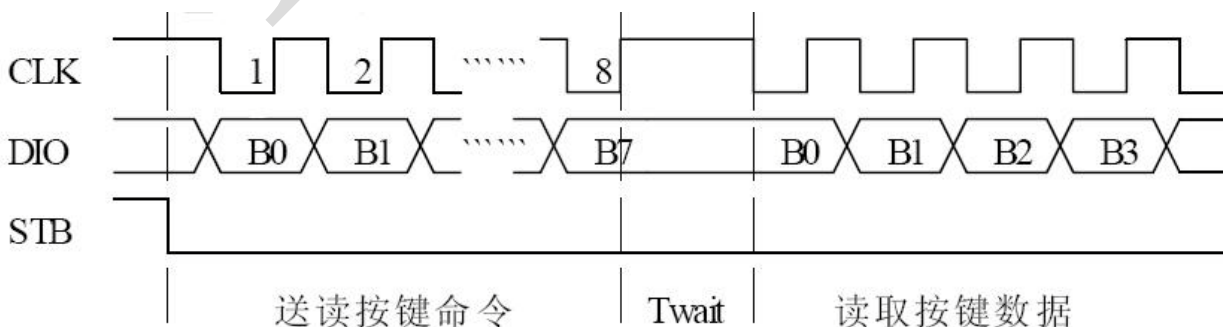 CLK 1 2 ...... 8
DIO B0 B1 ...... B7 B0 B1 B2 B3
STB
送读按键命令 Twait 读取按键数据